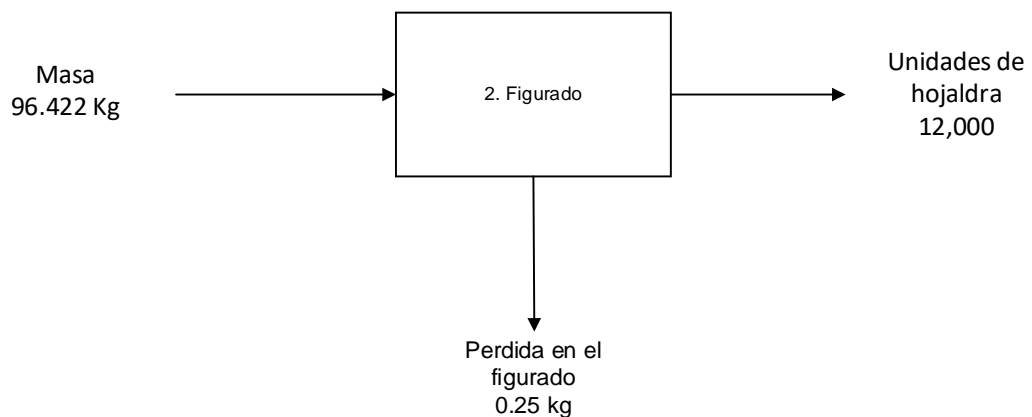 Masa
96.422 Kg
2. Figurado
Unidades de
hojaldra
12,000
Perdida en el
figurado
0.25 kg